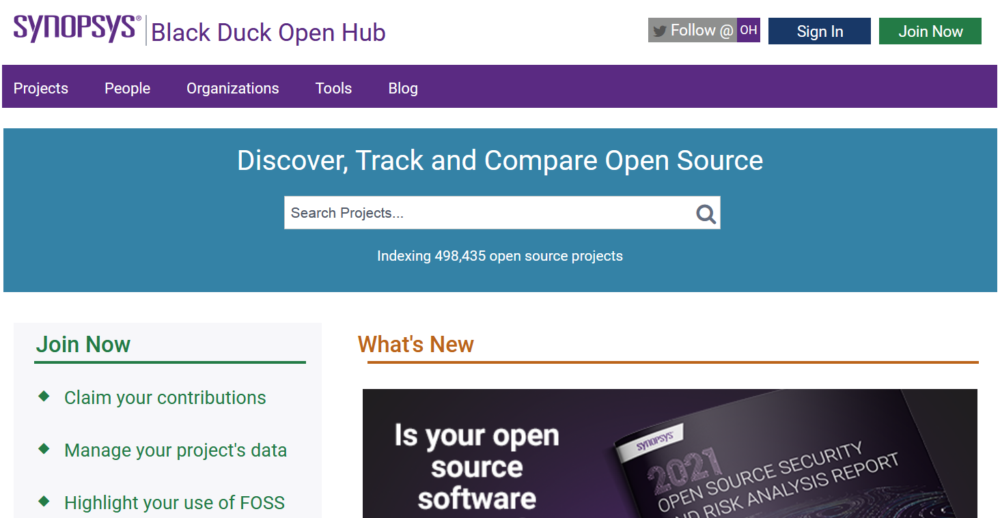 SYNOPSYS® Black Duck Open Hub
Follow @ OH
Sign In
Join Now
Projects People Organizations Tools Blog
Discover, Track and Compare Open Source
Search Projects...
Indexing 498,435 open source projects
Join Now
Claim your contributions
Manage your project's data
Highlight your use of FOSS
What's New
Is your open
source
software
SYNOPSYS
2021
OPEN SOURCE SECURITY
AND RISK ANALYSIS REPORT